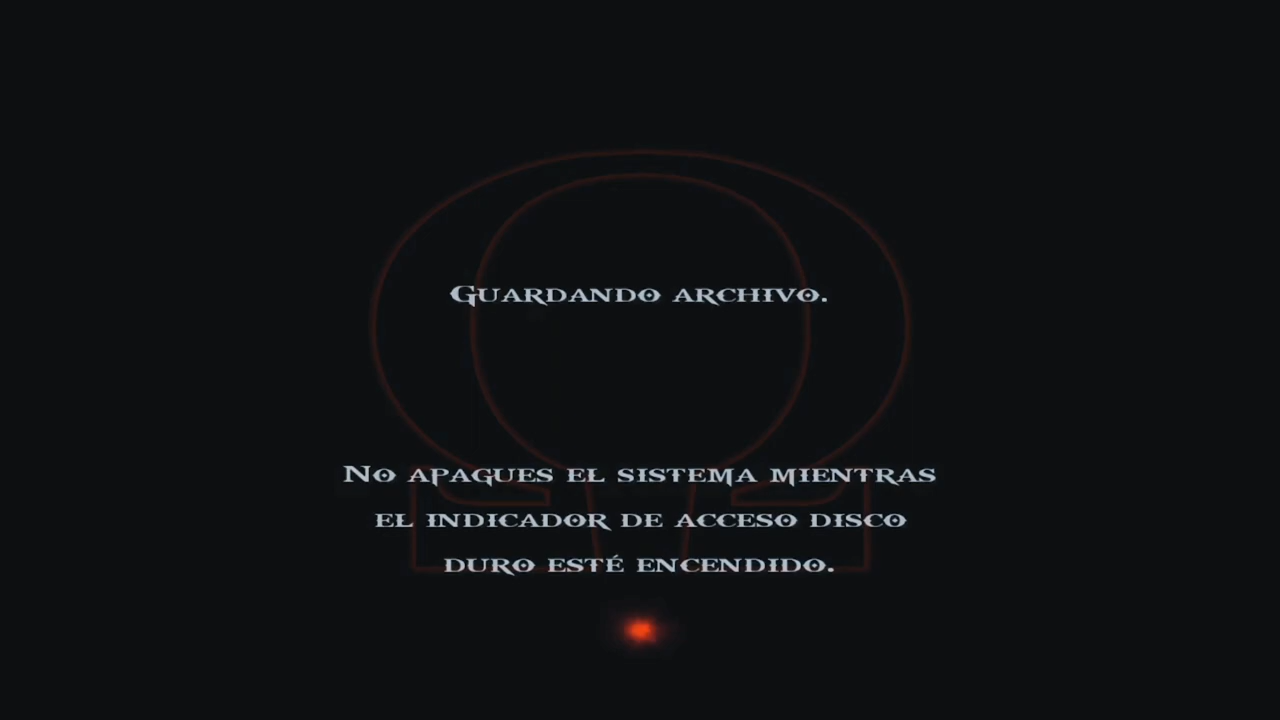 Guardando archivo.
No apagues el sistema mientras
el indicador de acceso disco
duro esté encendido.